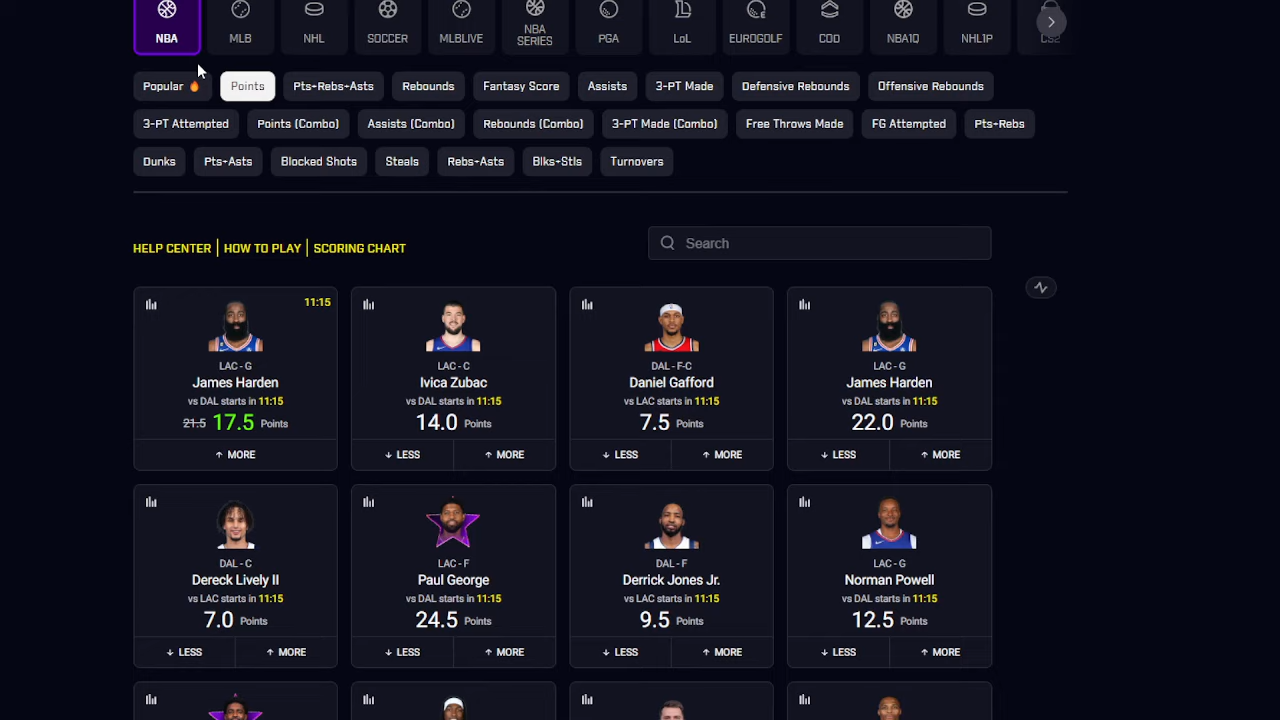 NBA MLB NHL SOCCER MLBLIVE NBA SERIES PGA LoL EUROGOLF COD NBA1Q NHL1P CS2
Popular Points Pts+Rebs+Asts Rebounds Fantasy Score Assists 3-PT Made Defensive Rebounds Offensive Rebounds
3-PT Attempted Points (Combo) Assists (Combo) Rebounds (Combo) 3-PT Made (Combo) Free Throws Made FG Attempted Pts+Rebs
Dunks Pts+Asts Blocked Shots Steals Rebs+Asts Blks+Stls Turnovers
HELP CENTER | HOW TO PLAY | SCORING CHART
Search
11:15
LAC - G
James Harden
vs DAL starts in 11:15
21.5 17.5 Points
↑ MORE
LAC - C
Ivica Zubac
vs DAL starts in 11:15
14.0 Points
↓ LESS ↑ MORE
DAL - F-C
Daniel Gafford
vs LAC starts in 11:15
7.5 Points
↓ LESS ↑ MORE
LAC - G
James Harden
vs DAL starts in 11:15
22.0 Points
↓ LESS ↑ MORE
DAL - C
Dereck Lively II
vs LAC starts in 11:15
7.0 Points
↓ LESS ↑ MORE
LAC - F
Paul George
vs DAL starts in 11:15
24.5 Points
↓ LESS ↑ MORE
DAL - F
Derrick Jones Jr.
vs LAC starts in 11:15
9.5 Points
↓ LESS ↑ MORE
LAC - G
Norman Powell
vs DAL starts in 11:15
12.5 Points
↓ LESS ↑ MORE